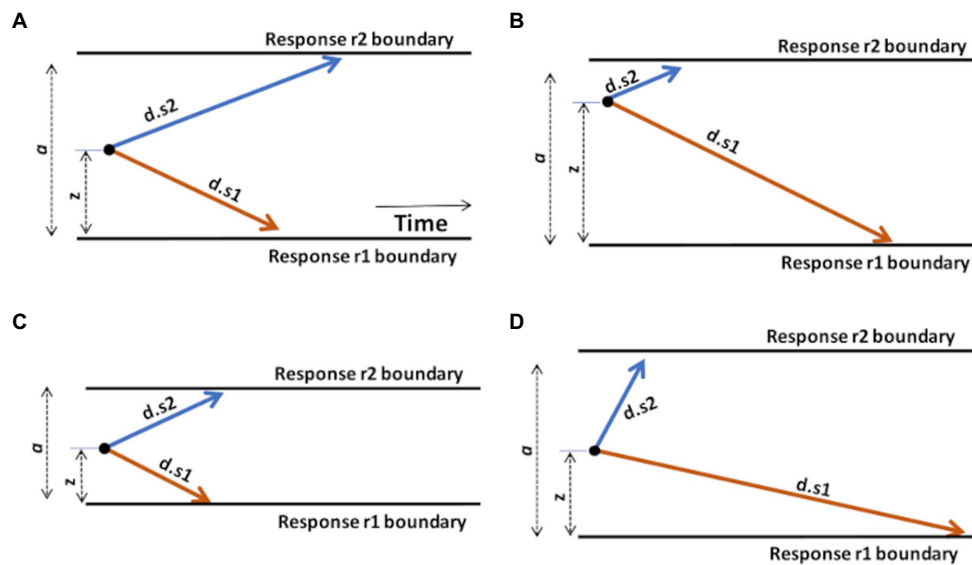 A
Response r2 boundary
d.s2
a
z
d.s1
Time
Response r1 boundary
B
Response r2 boundary
d.s2
a
z
d.s1
Response r1 boundary
C
Response r2 boundary
d.s2
a
z
d.s1
Response r1 boundary
D
Response r2 boundary
d.s2
a
z
d.s1
Response r1 boundary